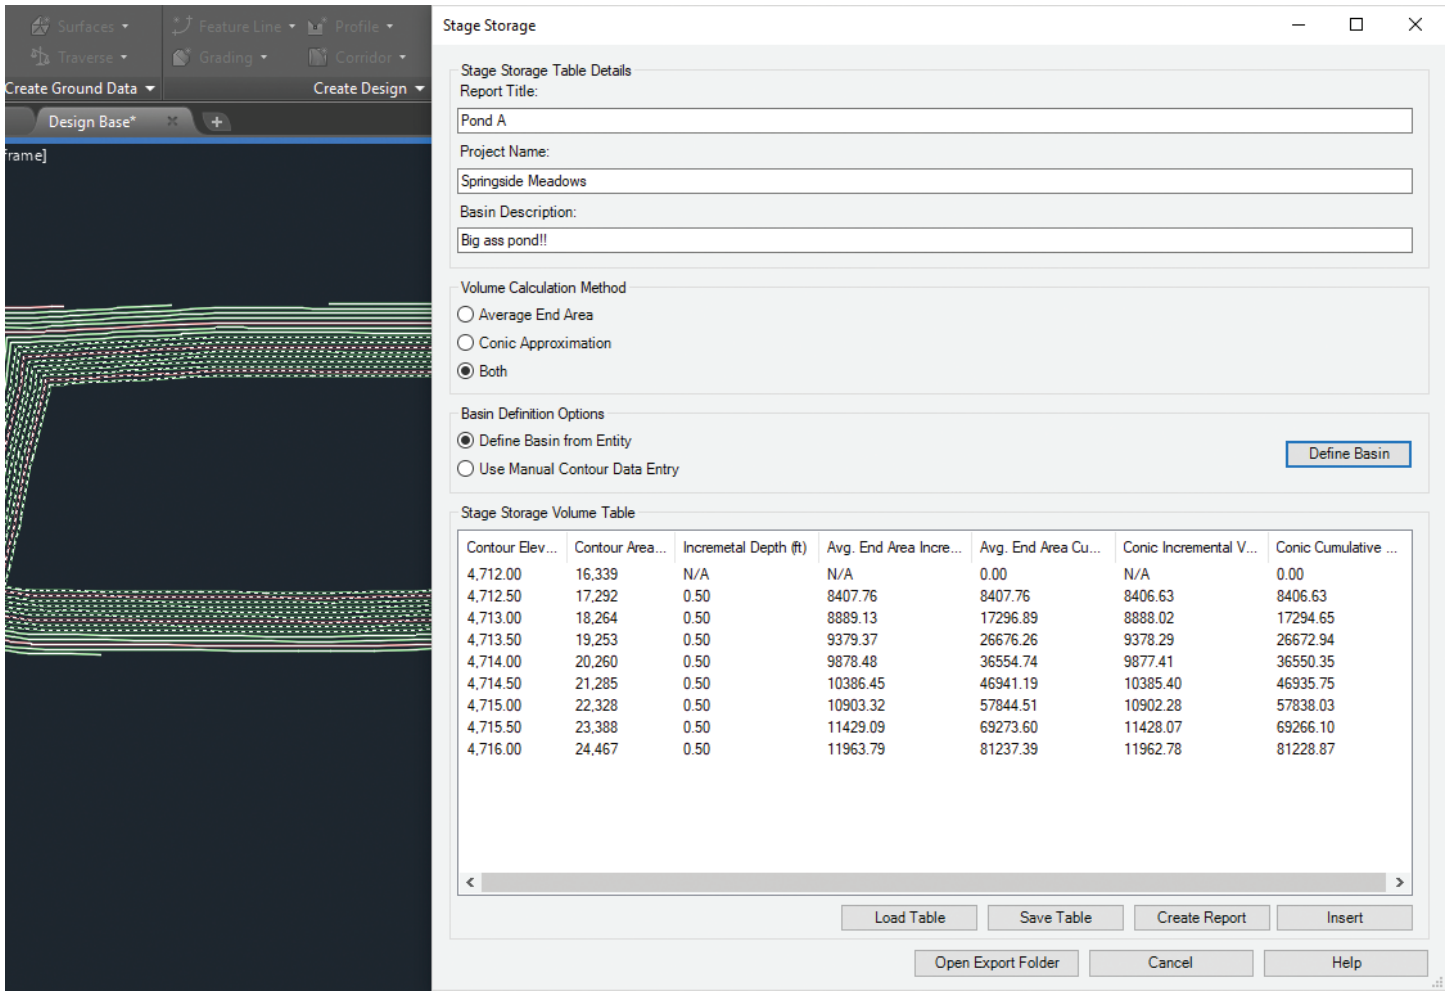 Surfaces
Feature Line
Profile
Traverse
Grading
Corridor
Create Ground Data
Create Design
Design Base*
frame]
Stage Storage
Stage Storage Table Details
Report Title:
Pond A
Project Name:
Springside Meadows
Basin Description:
Big ass pond!!
Volume Calculation Method
Average End Area
Conic Approximation
Both
Basin Definition Options
Define Basin from Entity
Use Manual Contour Data Entry
Define Basin
Stage Storage Volume Table
Contour Elev... Contour Area... Incremetal Depth (ft) Avg. End Area Incre... Avg. End Area Cu... Conic Incremental V... Conic Cumulative ...
4,712.00 16,339 N/A N/A 0.00 N/A 0.00
4,712.50 17,292 0.50 8407.76 8407.76 8406.63 8406.63
4,713.00 18,264 0.50 8889.13 17296.89 8888.02 17294.65
4,713.50 19,253 0.50 9379.37 26676.26 9378.29 26672.94
4,714.00 20,260 0.50 9878.48 36554.74 9877.41 36550.35
4,714.50 21,285 0.50 10386.45 46941.19 10385.40 46935.75
4,715.00 22,328 0.50 10903.32 57844.51 10902.28 57838.03
4,715.50 23,388 0.50 11429.09 69273.60 11428.07 69266.10
4,716.00 24,467 0.50 11963.79 81237.39 11962.78 81228.87
Load Table
Save Table
Create Report
Insert
Open Export Folder
Cancel
Help